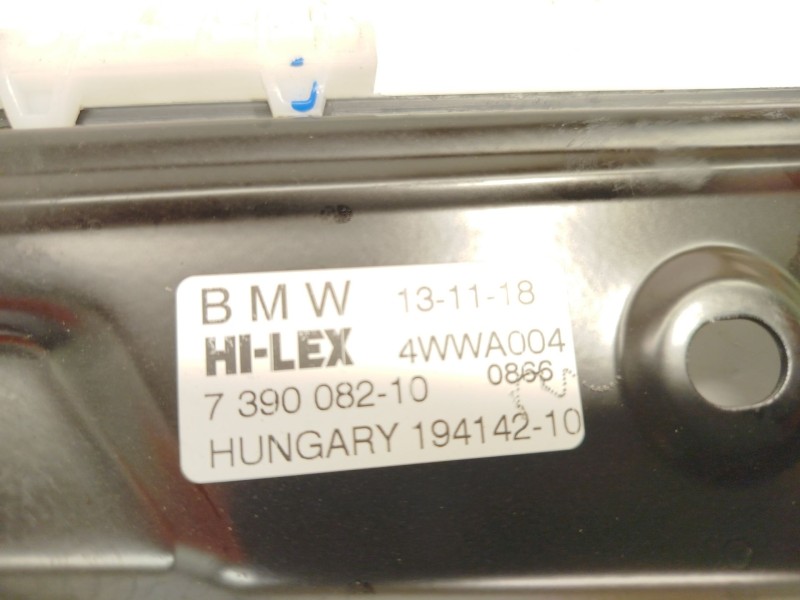 BMW 13-11-18
HI-LEX 4WWA004
0866
7 390 082-10
HUNGARY 194142-10